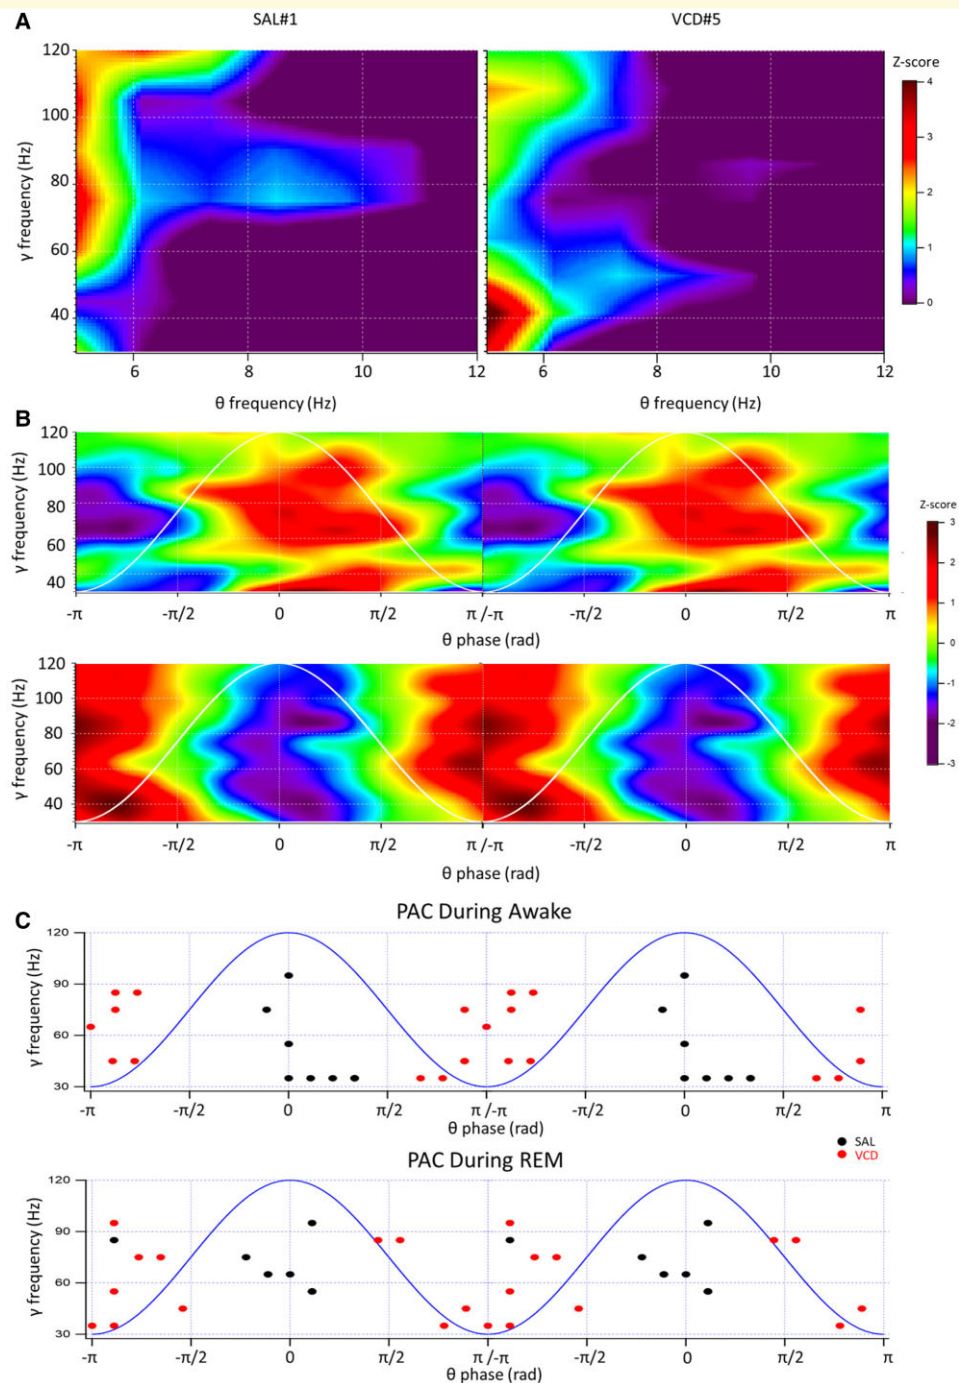 A
SAL#1
VCD#5
Z-score
γ frequency (Hz)
120
100
80
60
40
6
8
10
12
6
8
10
12
4
3
2
1
0
θ frequency (Hz)
θ frequency (Hz)
B
γ frequency (Hz)
120
100
80
60
40
-π
-π/2
0
π/2
π /-π
-π/2
0
π/2
π
θ phase (rad)
θ phase (rad)
Z-score
3
2
1
0
-1
-2
-3
γ frequency (Hz)
120
100
80
60
40
-π
-π/2
0
π/2
π /-π
-π/2
0
π/2
π
θ phase (rad)
θ phase (rad)
C
PAC During Awake
γ frequency (Hz)
120
90
60
30
-π
-π/2
0
π/2
π /-π
-π/2
0
π/2
π
θ phase (rad)
SAL
VCD
PAC During REM
γ frequency (Hz)
120
90
60
30
-π
-π/2
0
π/2
π /-π
-π/2
0
π/2
π
θ phase (rad)